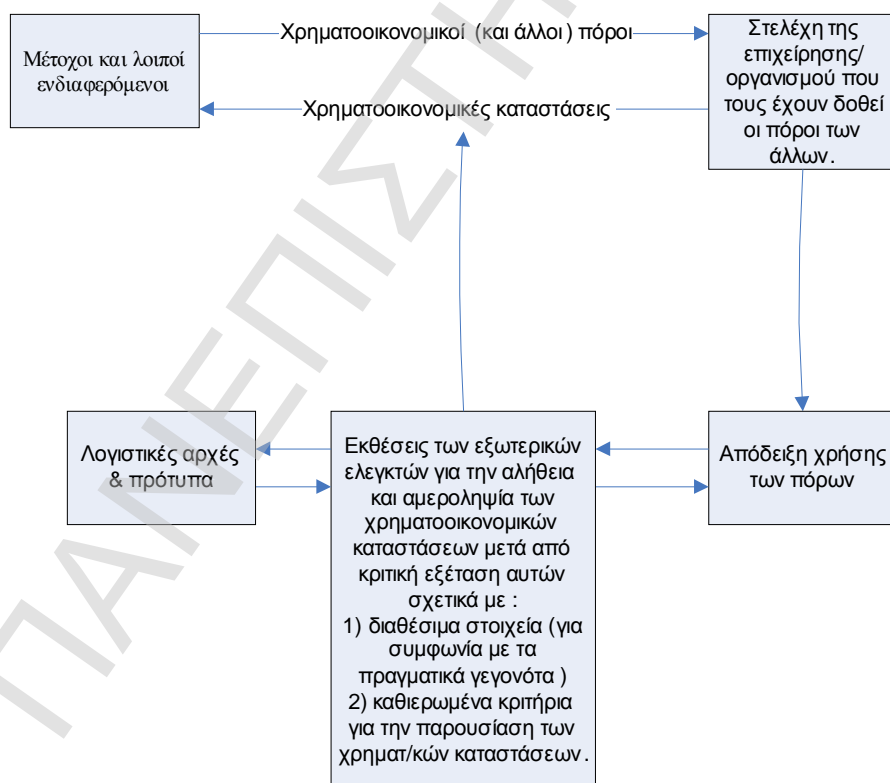 Μέτοχοι και λοιποί
ενδιαφερόμενοι
Χρηματοοικονομικοί (και άλλοι ) πόροι
Χρηματοοικονομικές καταστάσεις
Στελέχη της
επιχείρησης/
οργανισμού που
τους έχουν δοθεί
οι πόροι των
άλλων.
Λογιστικές αρχές
& πρότυπα
Εκθέσεις των εξωτερικών
ελεγκτών για την αλήθεια
και αμεροληψία των
χρηματοοικονομικών
καταστάσεων μετά από
κριτική εξέταση αυτών
σχετικά με :
1) διαθέσιμα στοιχεία (για
συμφωνία με τα
πραγματικά γεγονότα )
2) καθιερωμένα κριτήρια
για την παρουσίαση των
χρηματ/κών καταστάσεων.
Απόδειξη χρήσης
των πόρων
ΠΑΝΕΠΙΣΤΗ